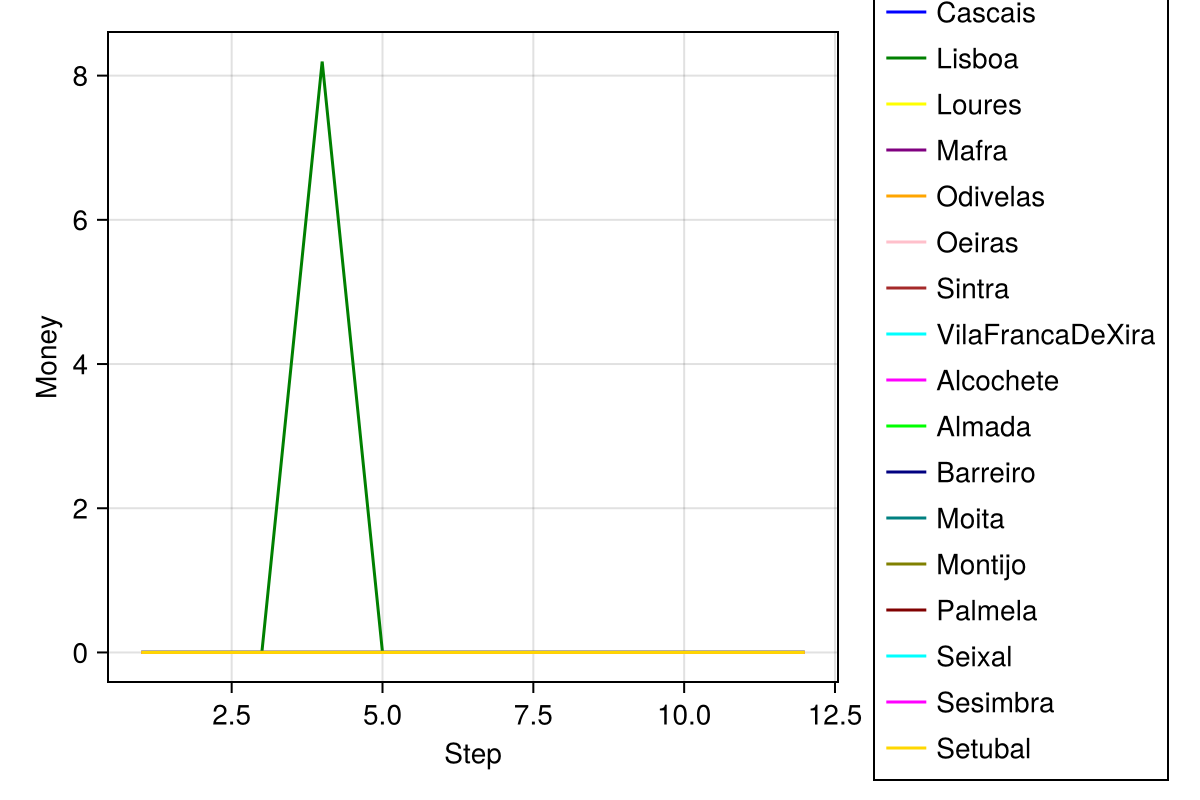 8
6
4
2
0
Money
2.5 5.0 7.5 10.0 12.5
Step
Cascais
Lisboa
Loures
Mafra
Odivelas
Oeiras
Sintra
VilaFrancaDeXira
Alcochete
Almada
Barreiro
Moita
Montijo
Palmela
Seixal
Sesimbra
Setubal